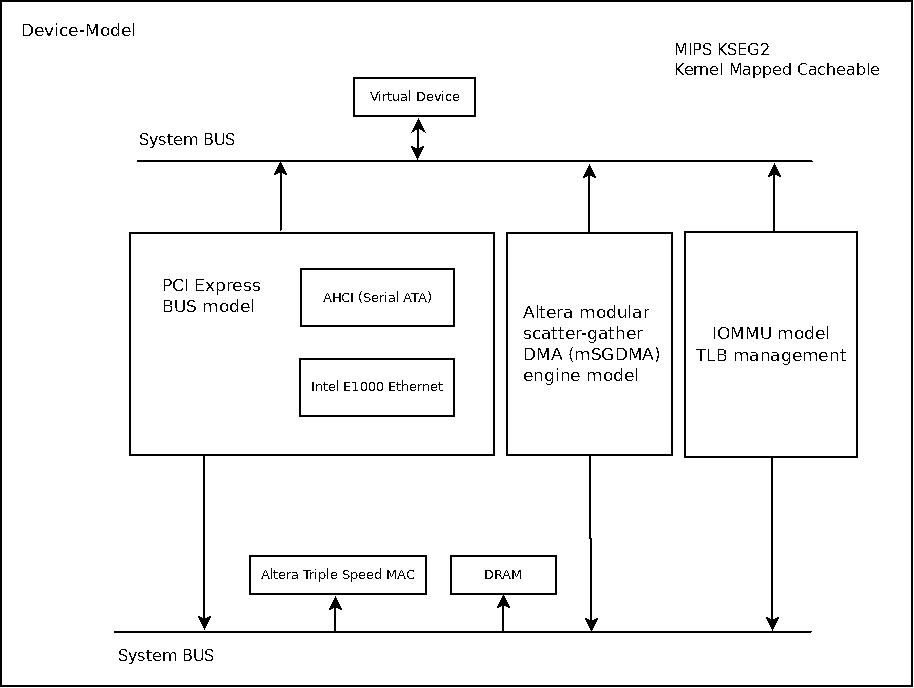 Device-Model
MIPS KSEG2
Kernel Mapped Cacheable
Virtual Device
System BUS
PCI Express
BUS model
AHCI (Serial ATA)
Intel E1000 Ethernet
Altera modular
scatter-gather
DMA (mSGDMA)
engine model
IOMMU model
TLB management
Altera Triple Speed MAC
DRAM
System BUS